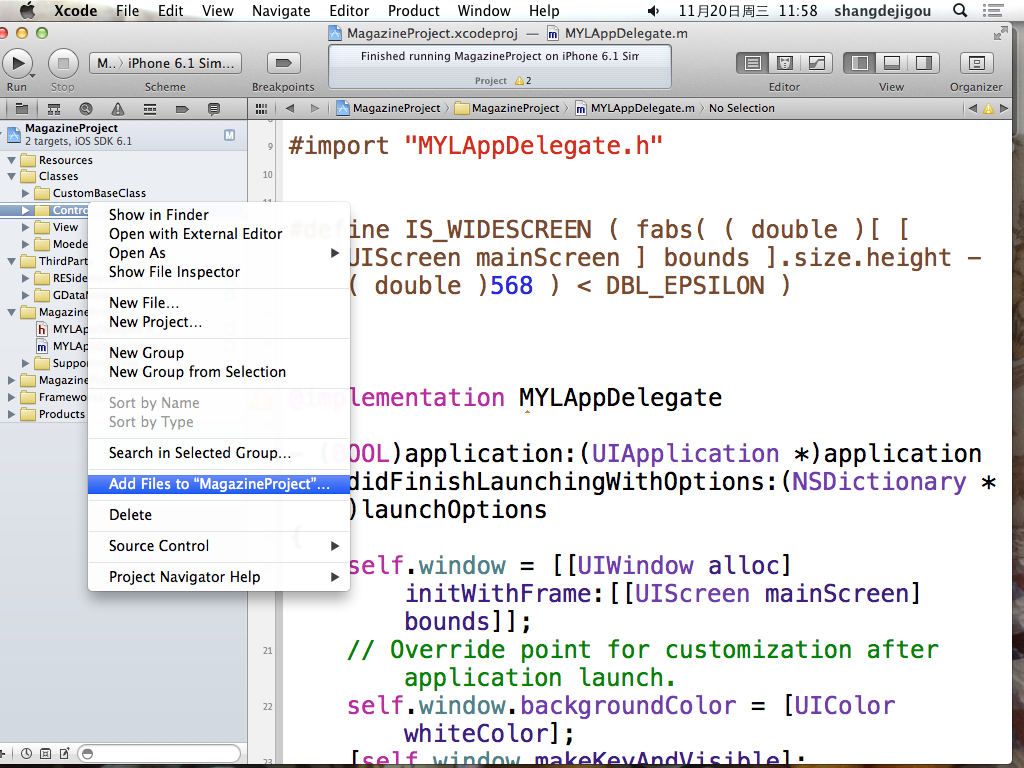 Xcode File Edit View Navigate Editor Product Window Help 11月20日周三 11:58 shangdejigou
MagazineProject.xcodeproj — MYLAppDelegate.m
M.. iPhone 6.1 Sim...
Finished running MagazineProject on iPhone 6.1 Sim
Project 2
Run Stop Scheme Breakpoints Editor View Organizer
MagazineProject MagazineProject MYLAppDelegate.m No Selection
MagazineProject
2 targets, iOS SDK 6.1
M
Resources
Classes
CustomBaseClass
Contro
View
Moede
ThirdPart
RESide
GDataM
Magazine
MYLAp
MYLAp
Suppo
Magazine
Framewo
Products
Show in Finder
Open with External Editor
Open As
Show File Inspector
New File...
New Project...
New Group
New Group from Selection
Sort by Name
Sort by Type
Search in Selected Group...
Add Files to “MagazineProject”...
Delete
Source Control
Project Navigator Help
9 #import "MYLAppDelegate.h"
10
11
#define IS_WIDESCREEN ( fabs( ( double )[ [
UIScreen mainScreen ] bounds ].size.height -
( double )568 ) < DBL_EPSILON )
@implementation MYLAppDelegate
- (BOOL)application:(UIApplication *)application
didFinishLaunchingWithOptions:(NSDictionary *
)launchOptions
{
self.window = [[UIWindow alloc]
initWithFrame:[[UIScreen mainScreen]
bounds]];
21 // Override point for customization after
application launch.
22 self.window.backgroundColor = [UIColor
whiteColor];
23 [self.window makeKeyAndVisible];